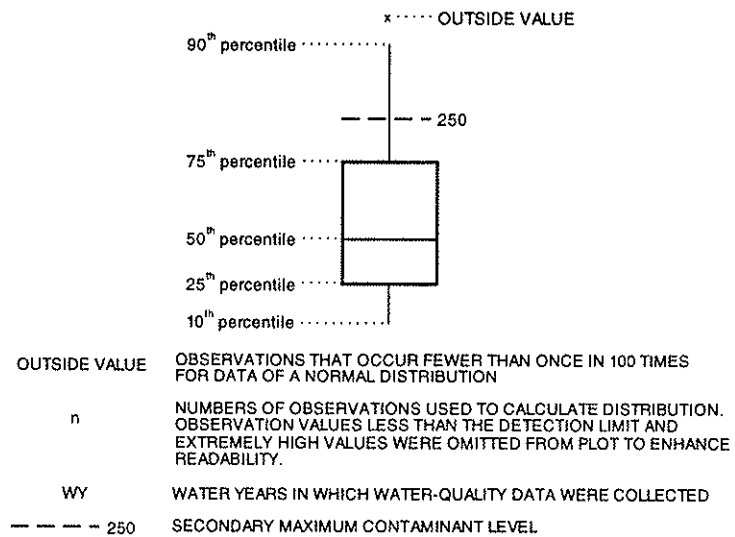 x ····· OUTSIDE VALUE
90th percentile
— — — — 250
75th percentile
50th percentile
25th percentile
10th percentile
OUTSIDE VALUE OBSERVATIONS THAT OCCUR FEWER THAN ONCE IN 100 TIMES
FOR DATA OF A NORMAL DISTRIBUTION
n NUMBERS OF OBSERVATIONS USED TO CALCULATE DISTRIBUTION.
OBSERVATION VALUES LESS THAN THE DETECTION LIMIT AND
EXTREMELY HIGH VALUES WERE OMITTED FROM PLOT TO ENHANCE
READABILITY.
WY WATER YEARS IN WHICH WATER-QUALITY DATA WERE COLLECTED
— — — — 250 SECONDARY MAXIMUM CONTAMINANT LEVEL